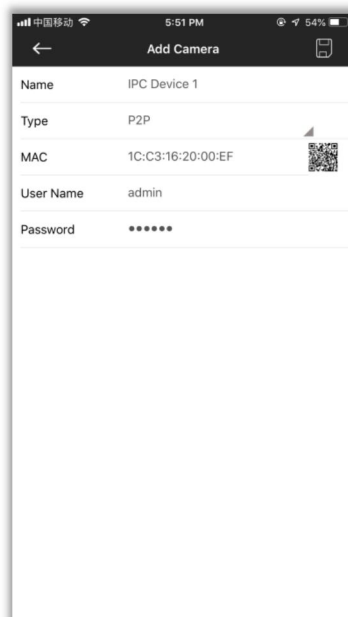 中国移动 5:51 PM 54%
Add Camera
Name IPC Device 1
Type P2P
MAC 1C:C3:16:20:00:EF
User Name admin
Password ••••••